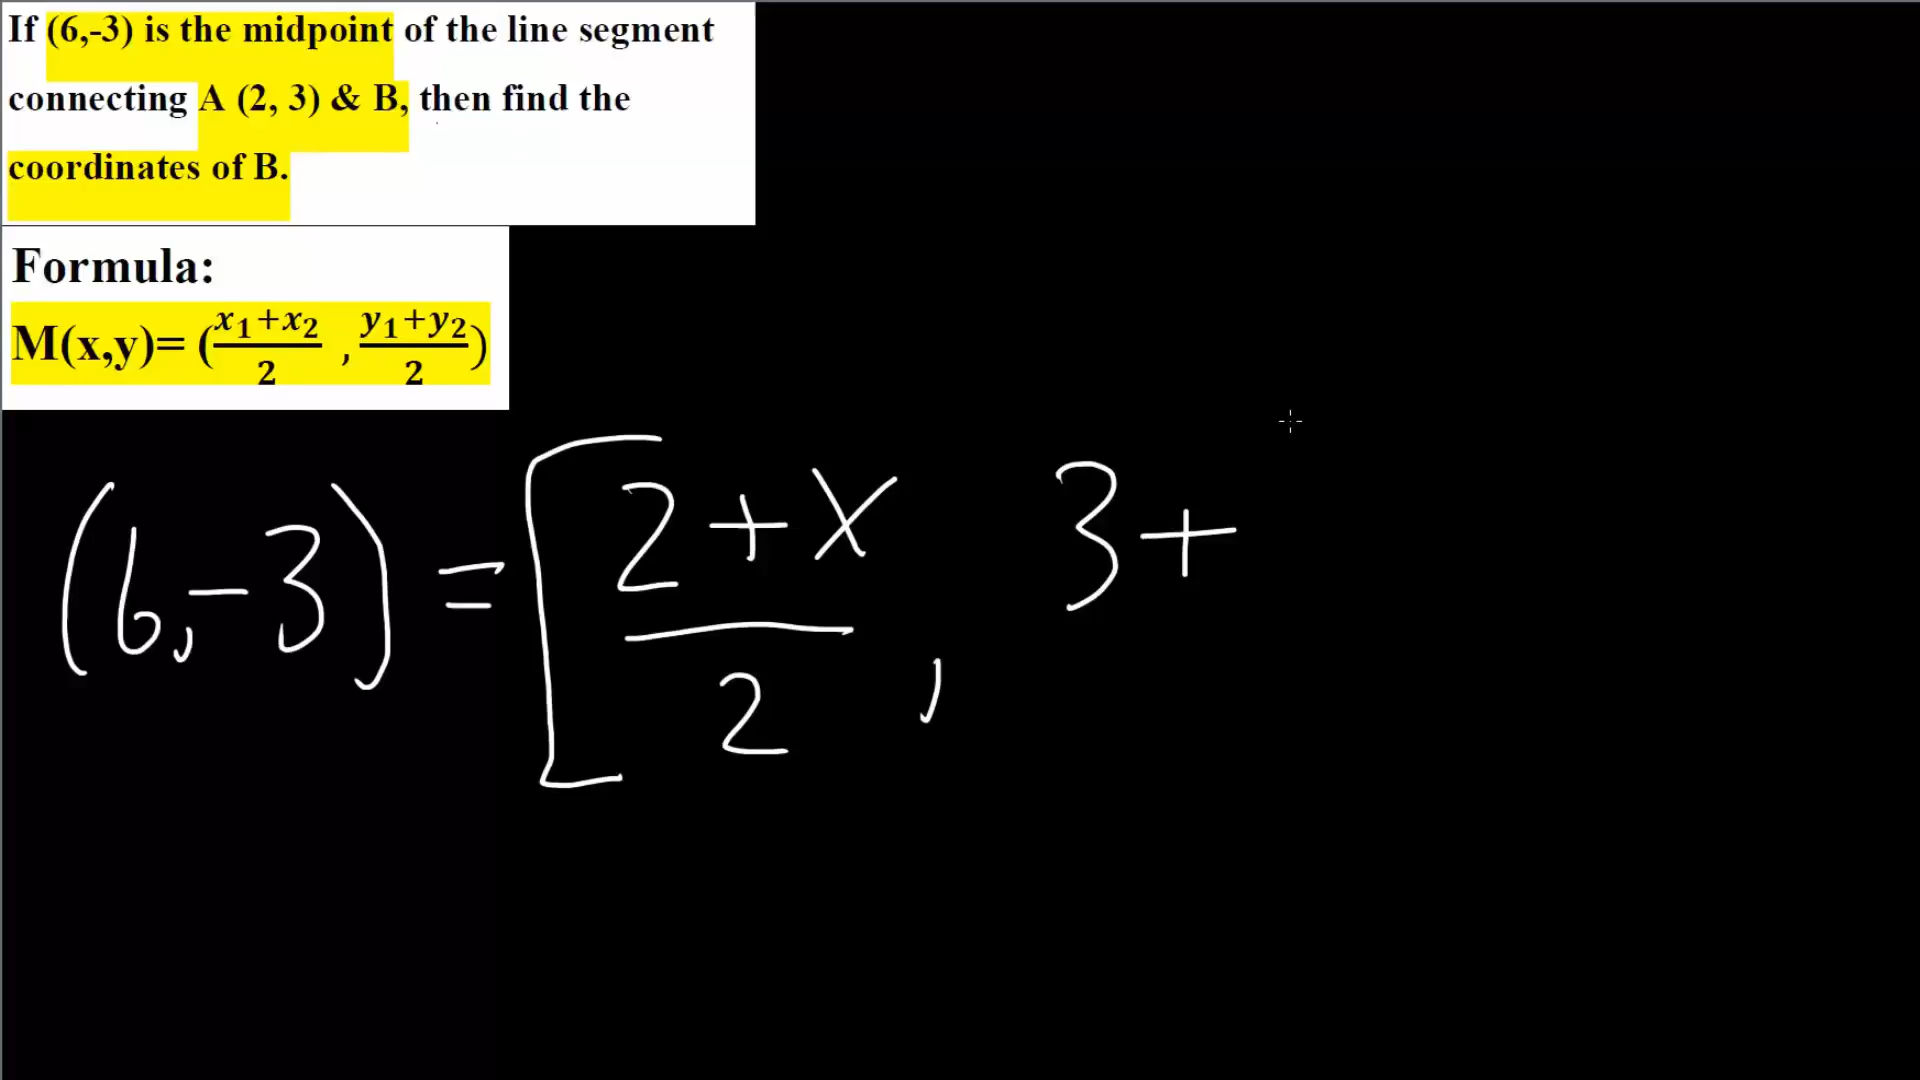 If (6,-3) is the midpoint of the line segment
connecting A (2, 3) & B, then find the
coordinates of B.
Formula:
M(x,y)= (x₁+x₂/2 , y₁+y₂/2)
(6,-3) = [2+x/2, 3+